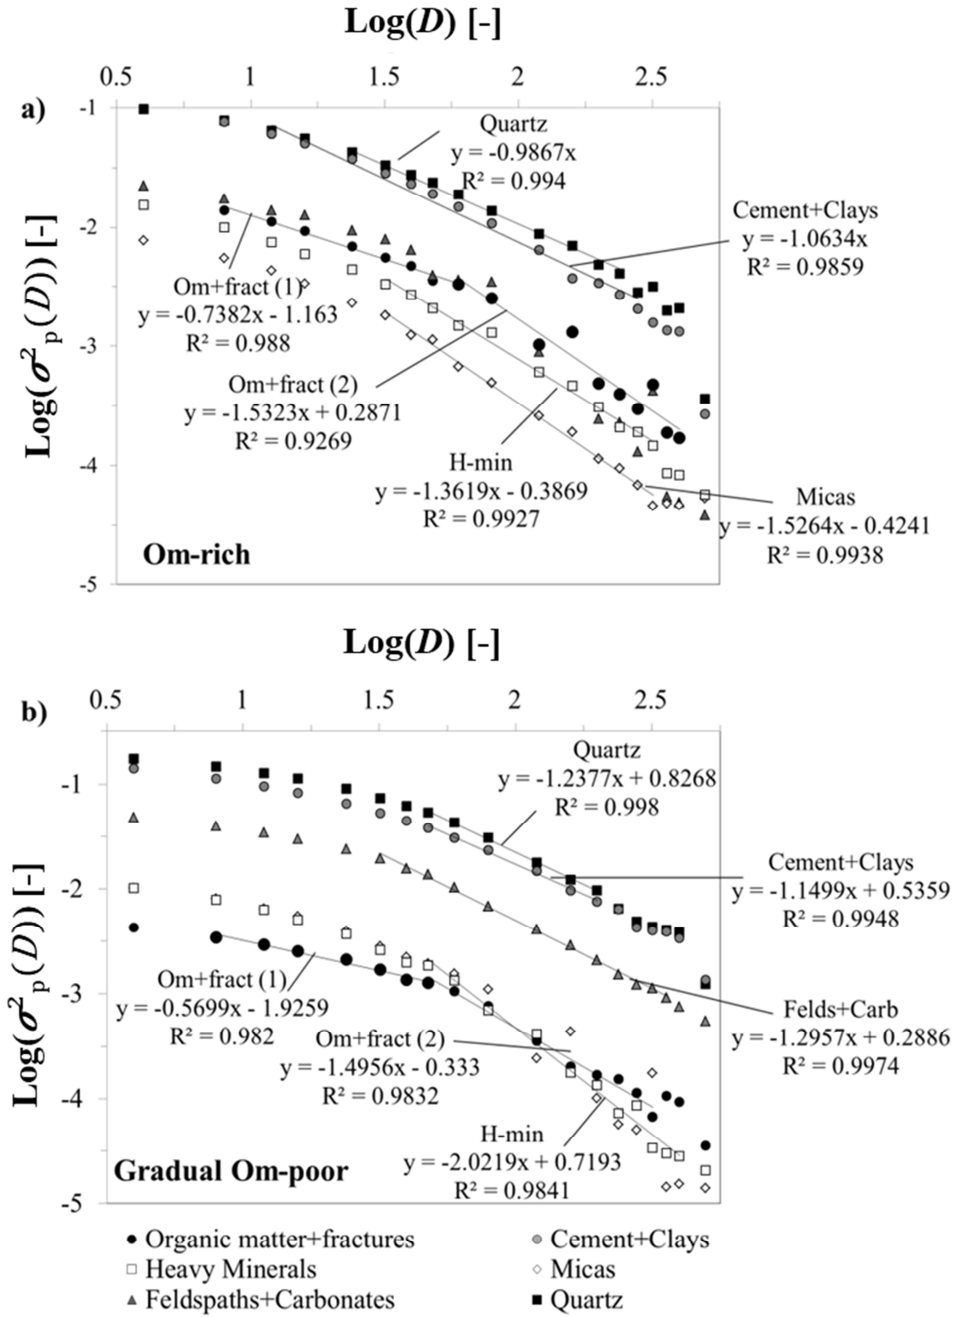 Log(D) [-]
0.5 1 1.5 2 2.5
a)
-1
Quartz
y = -0.9867x
R² = 0.994
Cement+Clays
y = -1.0634x
R² = 0.9859
-2
Om+fract (1)
y = -0.7382x - 1.163
R² = 0.988
-3
Om+fract (2)
y = -1.5323x + 0.2871
R² = 0.9269
Log(σ²p(D)) [-]
-4
H-min
y = -1.3619x - 0.3869
R² = 0.9927
Micas
y = -1.5264x - 0.4241
R² = 0.9938
Om-rich
-5
Log(D) [-]
0.5 1 1.5 2 2.5
b)
Quartz
y = -1.2377x + 0.8268
R² = 0.998
-1
Cement+Clays
y = -1.1499x + 0.5359
R² = 0.9948
-2
Log(σ²p(D)) [-]
-3
Om+fract (1)
y = -0.5699x - 1.9259
R² = 0.982
Felds+Carb
y = -1.2957x + 0.2886
R² = 0.9974
Om+fract (2)
y = -1.4956x - 0.333
R² = 0.9832
-4
H-min
y = -2.0219x + 0.7193
R² = 0.9841
Gradual Om-poor
-5
Organic matter+fractures
Cement+Clays
Heavy Minerals
Micas
Feldspaths+Carbonates
Quartz